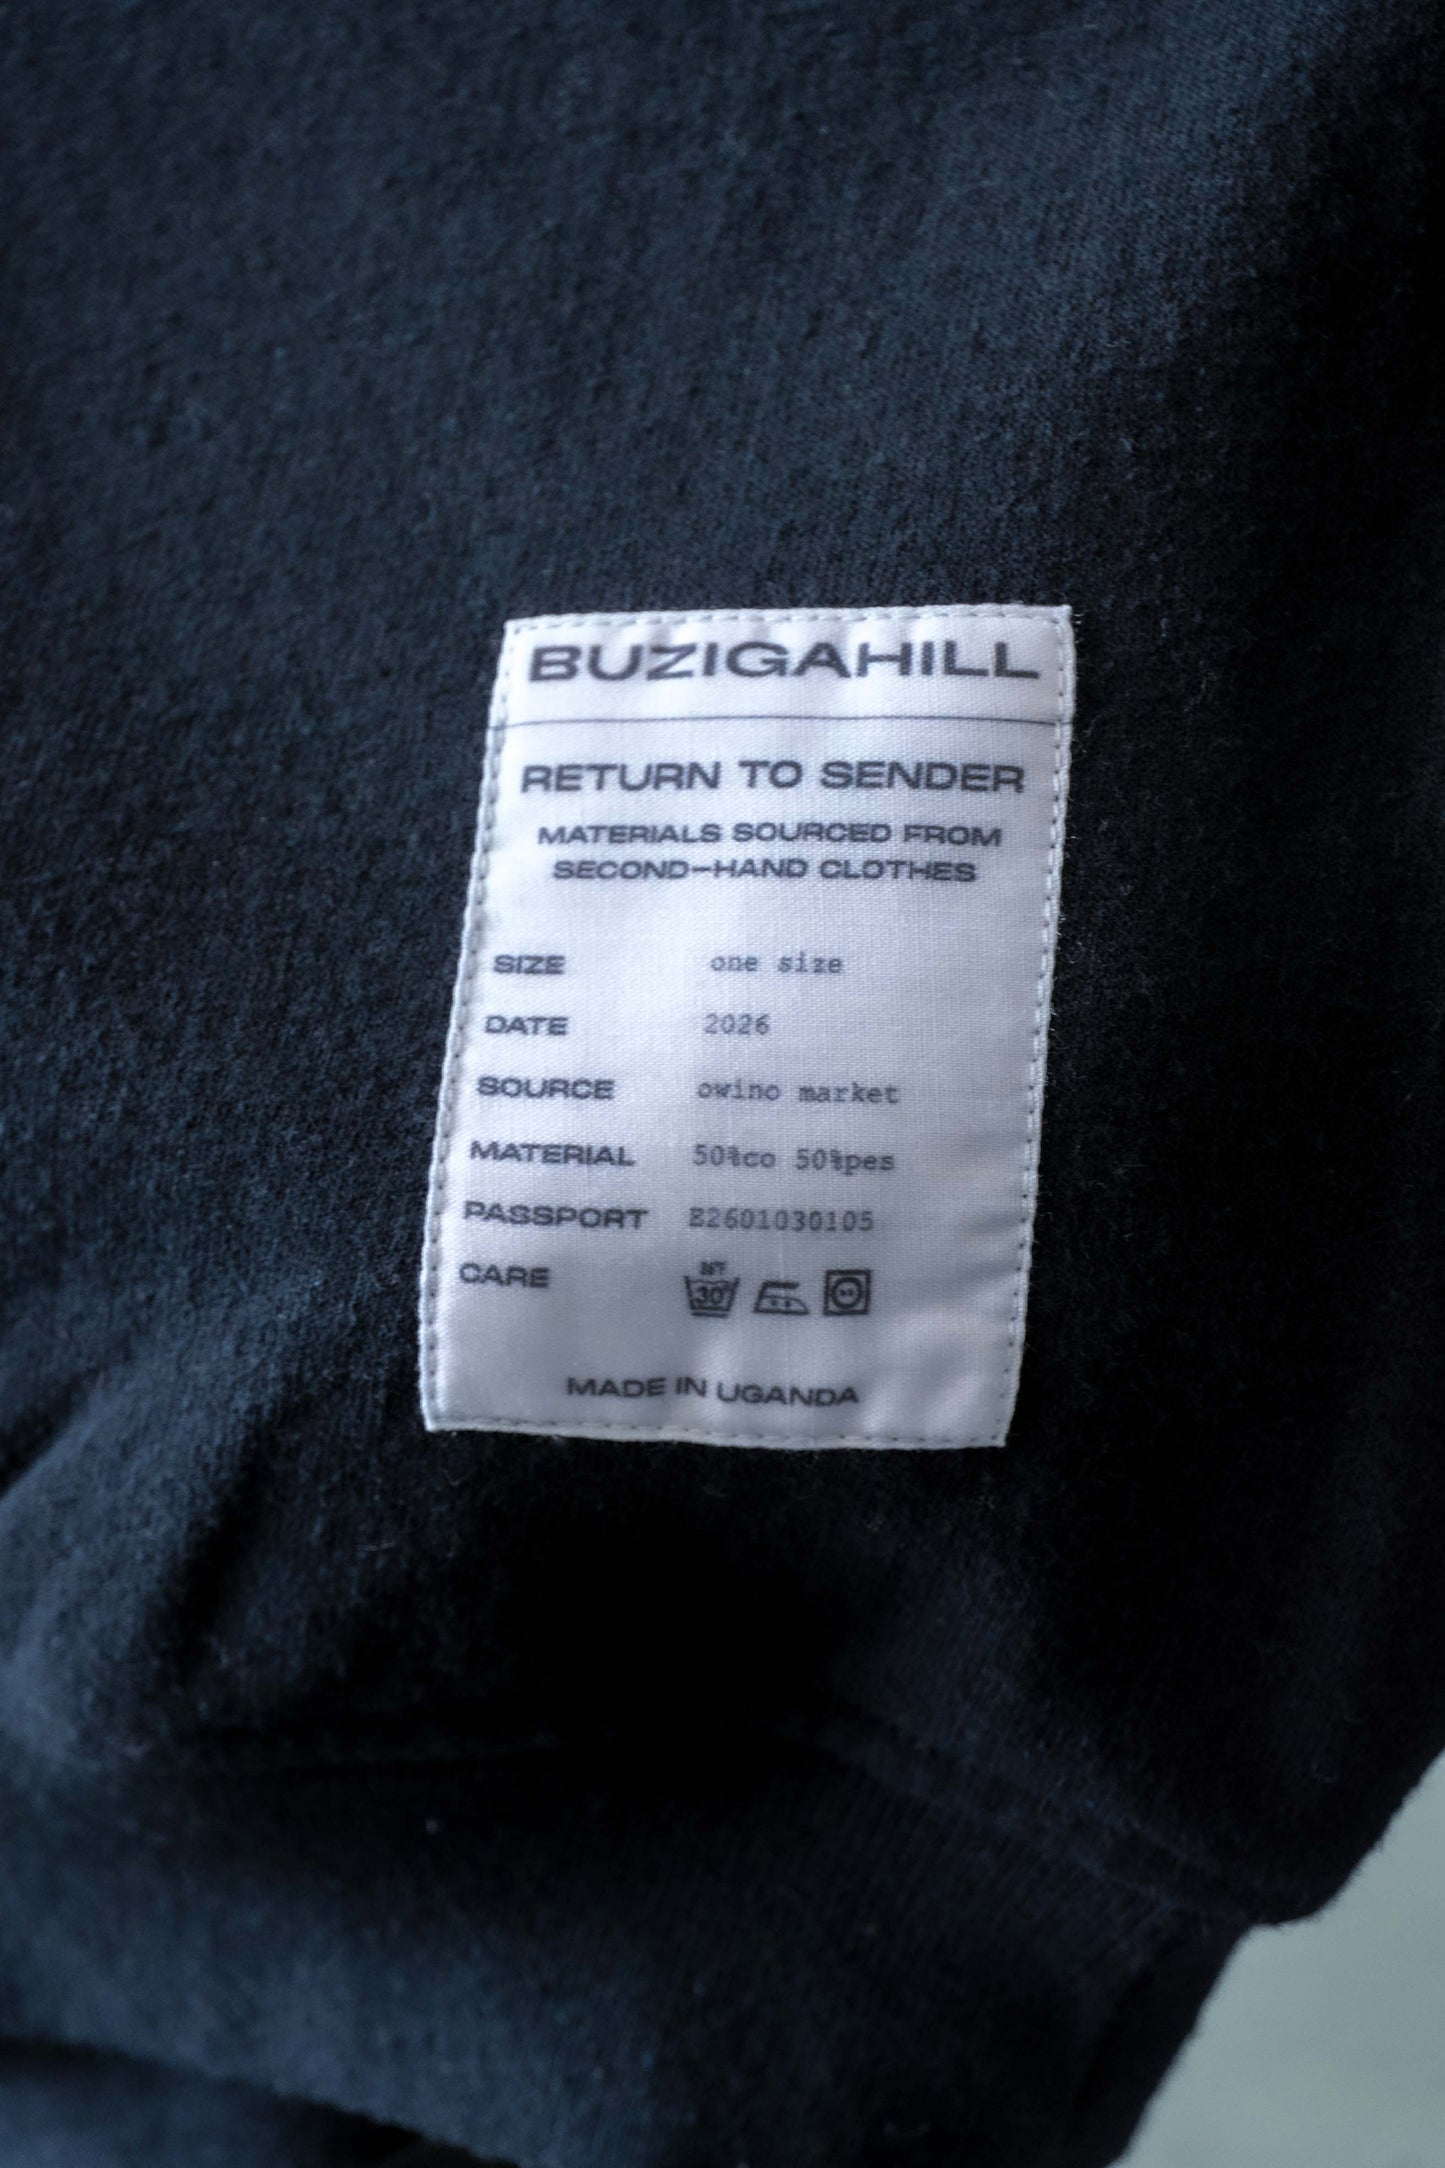 BUZIGAHILL
RETURN TO SENDER
MATERIALS SOURCED FROM
SECOND-HAND CLOTHES
SIZE one size
DATE 2026
SOURCE owino market
MATERIAL 50%co 50%pes
PASSPORT B2601030105
CARE
30°
MADE IN UGANDA